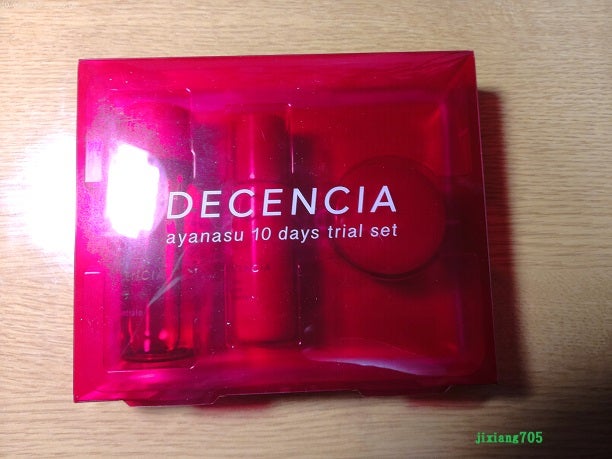 DECENCIA
ayanasu 10 days trial set
jixiang705